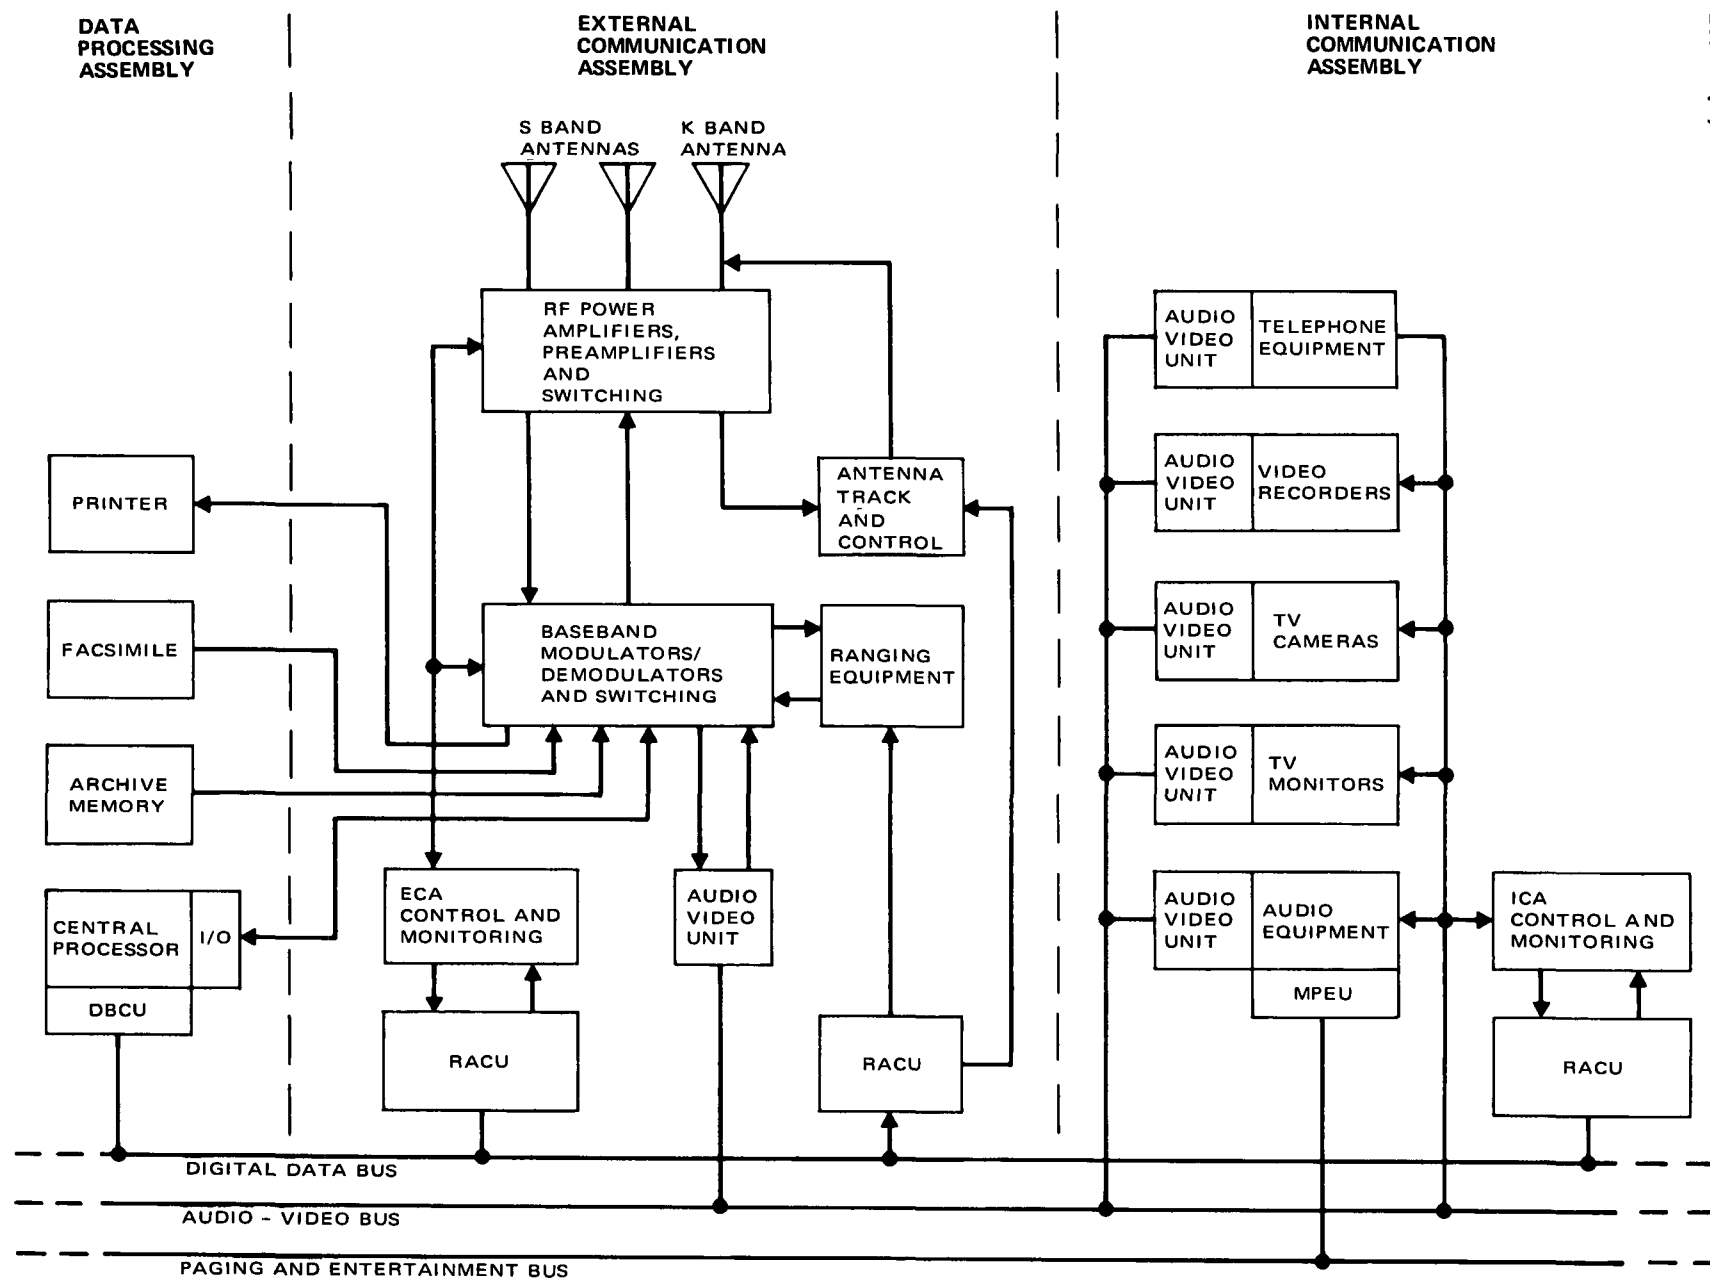 DATA
PROCESSING
ASSEMBLY
EXTERNAL
COMMUNICATION
ASSEMBLY
INTERNAL
COMMUNICATION
ASSEMBLY
S BAND
ANTENNAS
K BAND
ANTENNA
RF POWER
AMPLIFIERS,
PREAMPLIFIERS
AND
SWITCHING
ANTENNA
TRACK
AND
CONTROL
PRINTER
FACSIMILE
ARCHIVE
MEMORY
CENTRAL
PROCESSOR
I/O
DBCU
BASEBAND
MODULATORS/
DEMODULATORS
AND SWITCHING
RANGING
EQUIPMENT
ECA
CONTROL AND
MONITORING
AUDIO
VIDEO
UNIT
RACU
RACU
AUDIO
VIDEO
UNIT
TELEPHONE
EQUIPMENT
AUDIO
VIDEO
UNIT
VIDEO
RECORDERS
AUDIO
VIDEO
UNIT
TV
CAMERAS
AUDIO
VIDEO
UNIT
TV
MONITORS
AUDIO
VIDEO
UNIT
AUDIO
EQUIPMENT
MPEU
ICA
CONTROL AND
MONITORING
RACU
DIGITAL DATA BUS
AUDIO - VIDEO BUS
PAGING AND ENTERTAINMENT BUS